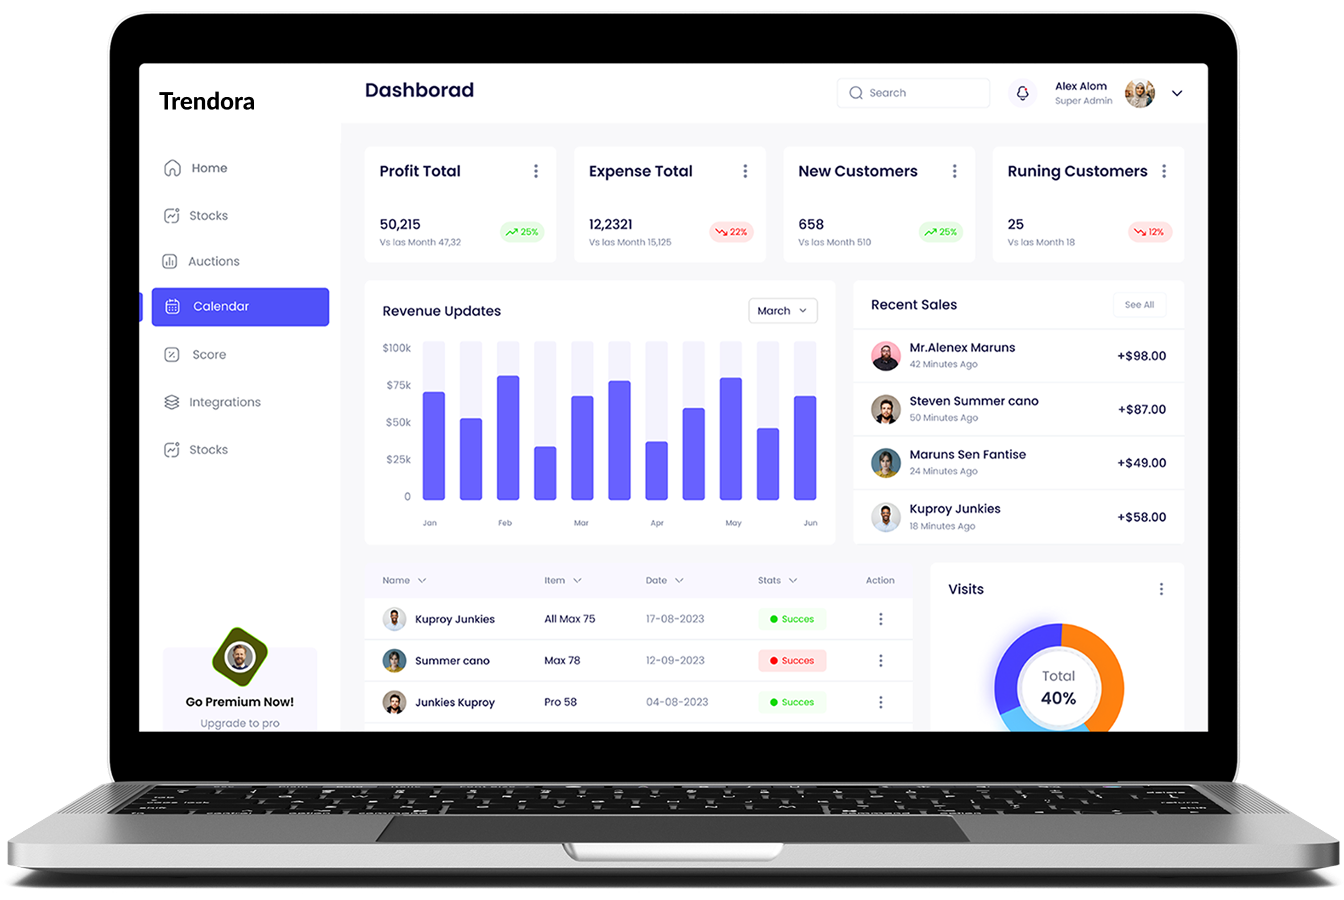 Trendora
Dashborad
Search
Alex Alom
Super Admin
Home
Stocks
Auctions
Calendar
Score
Integrations
Stocks
Go Premium Now!
Upgrade to pro
Profit Total
50,215
Vs las Month 47,32
25%
Expense Total
12,2321
Vs las Month 15,125
22%
New Customers
658
Vs las Month 510
25%
Runing Customers
25
Vs las Month 18
12%
Revenue Updates
March
$100k
$75k
$50k
$25k
0
Jan Feb Mar Apr May Jun
Recent Sales
See All
Mr.Alenex Maruns
42 Minutes Ago
+$98.00
Steven Summer cano
50 Minutes Ago
+$87.00
Maruns Sen Fantise
24 Minutes Ago
+$49.00
Kuproy Junkies
18 Minutes Ago
+$58.00
Name Item Date Stats Action
Kuproy Junkies All Max 75 17-08-2023 Succes
Summer cano Max 78 12-09-2023 Succes
Junkies Kuproy Pro 58 04-08-2023 Succes
Visits
Total
40%